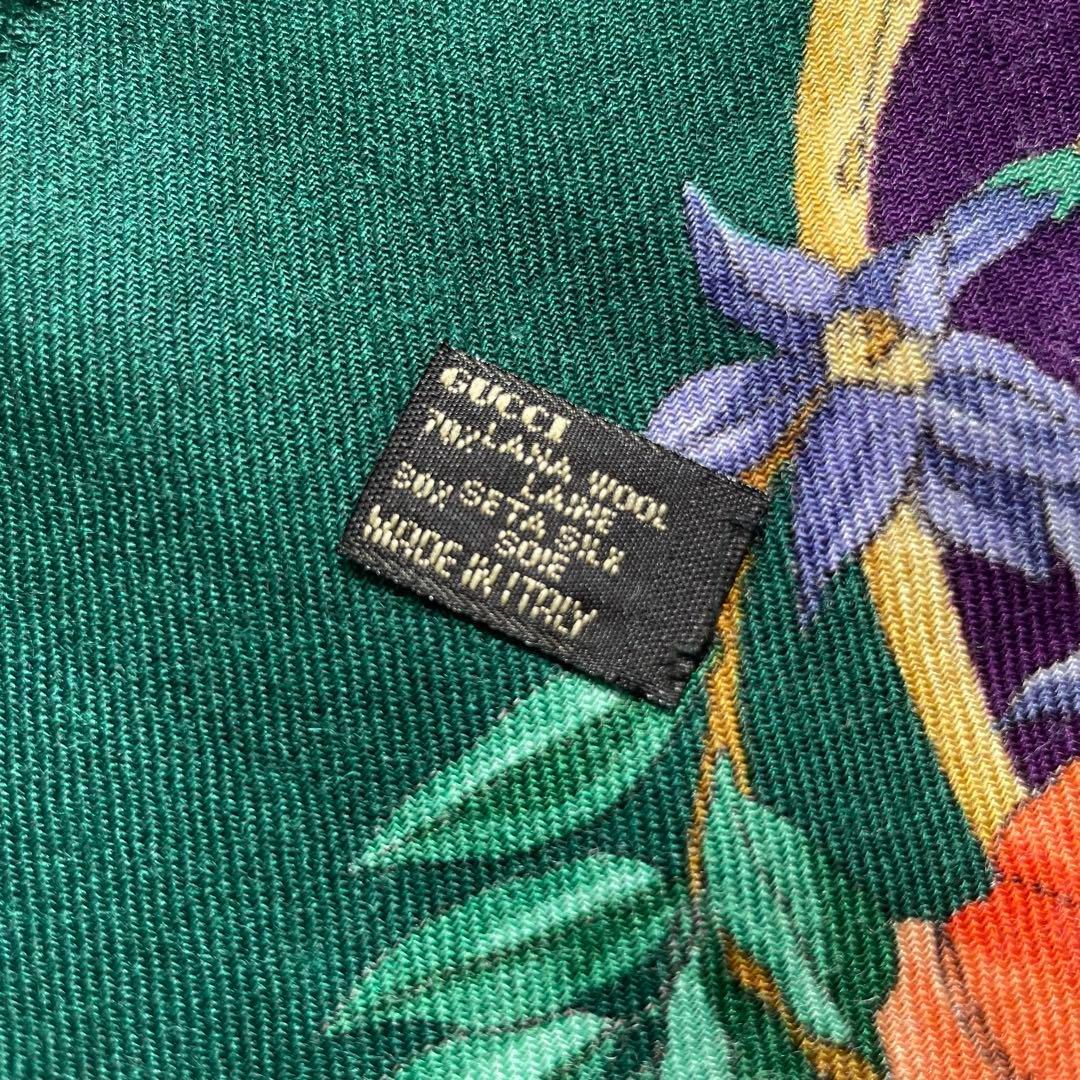 GUCCI
70% LANA WOOL
LAINE
30% SETA SILK
SOIE
MADE IN ITALY